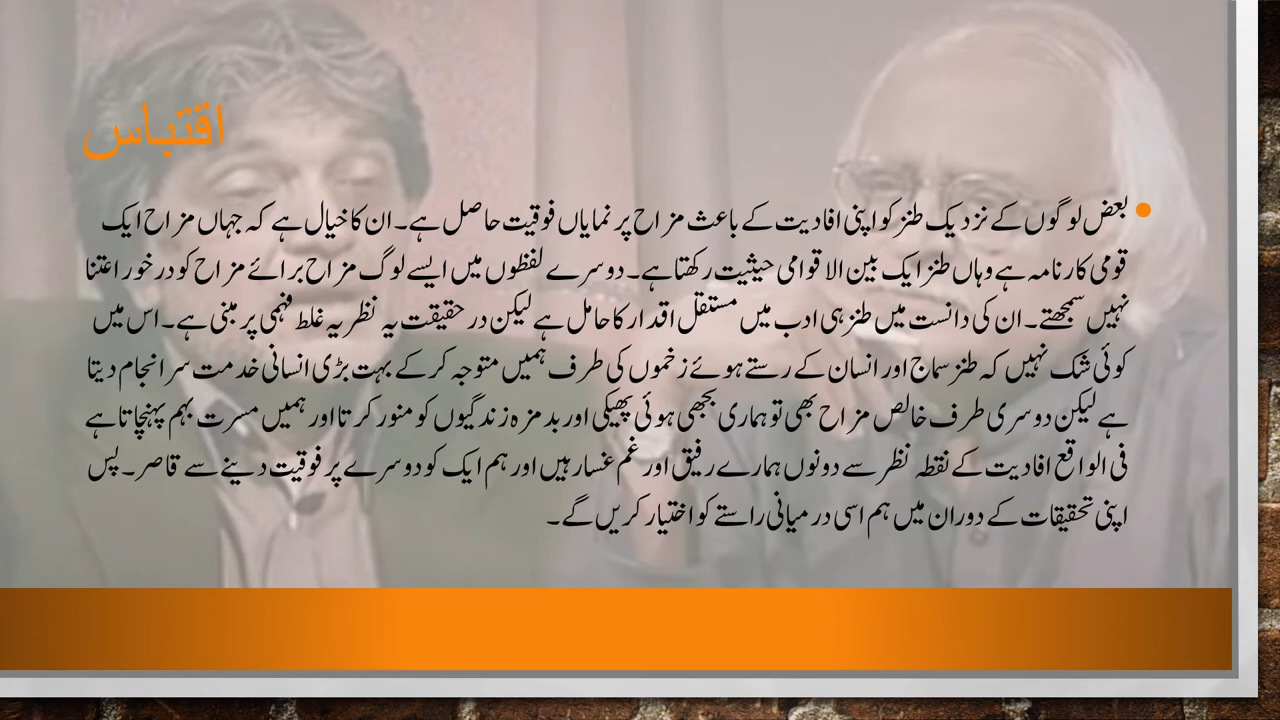 اقتباس
بعض لوگوں کے نزدیک طنز کو اپنی افادیت کے باعث مزاح پر نمایاں فوقیت حاصل ہے۔ ان کا خیال ہے کہ جہاں مزاح ایک
قومی کارنامہ ہے وہاں طنز ایک بین الاقوامی حیثیت رکھتا ہے۔ دوسرے لفظوں میں ایسے لوگ مزاح برائے مزاح کو در خور اعتنا
نہیں سمجھتے۔ ان کی دانست میں طنز ہی ادب میں مستقل اقدار کا حامل ہے لیکن در حقیقت یہ نظریہ غلط فہمی پر مبنی ہے۔ اس میں
کوئی شک نہیں کہ طنز سماج اور انسان کے رستے ہوئے زخموں کی طرف ہمیں متوجہ کر کے بہت بڑی انسانی خدمت سر انجام دیتا
ہے لیکن دوسری طرف خالص مزاح بھی تو ہماری بجھی ہوئی پھیکی اور بد مزہ زندگیوں کو منور کرتا اور ہمیں مسرت بہم پہنچاتا ہے
فی الواقع افادیت کے نقطہ نظر سے دونوں ہمارے رفیق اور غم غسار ہیں اور ہم ایک کو دوسرے پر فوقیت دینے سے قاصر۔ پس
اپنی تحقیقات کے دوران میں ہم اسی درمیانی راستے کو اختیار کریں گے۔